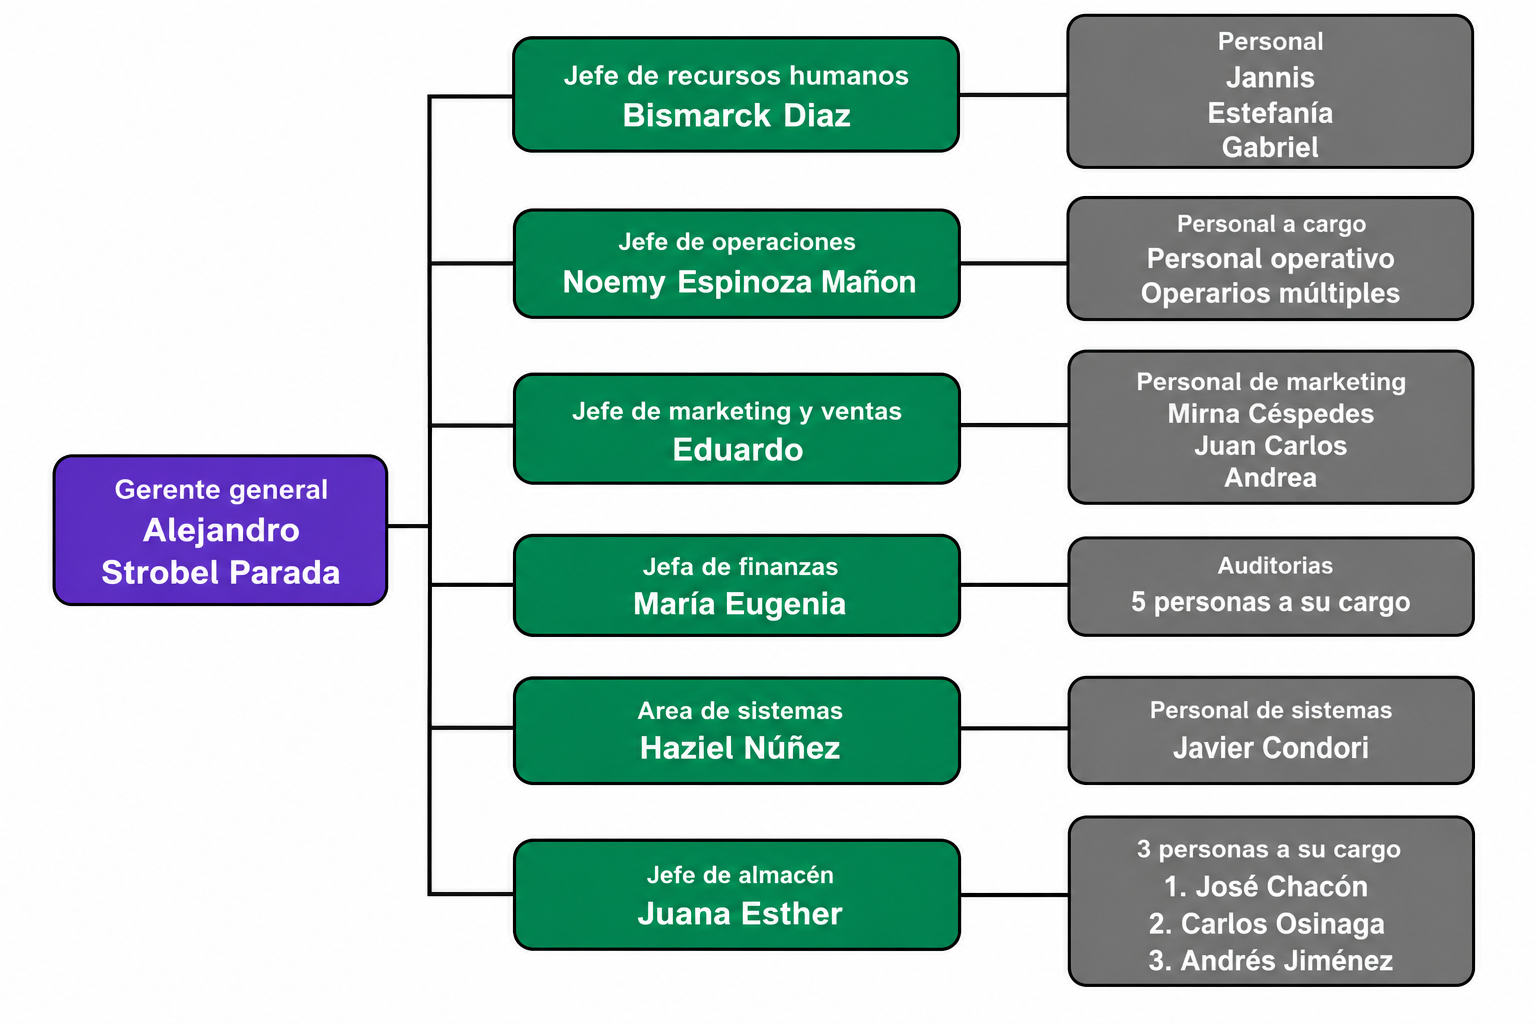 Gerente general
Alejandro
Strobel Parada
Jefe de recursos humanos
Bismarck Diaz
Personal
Jannis
Estefanía
Gabriel
Jefe de operaciones
Noemy Espinoza Mañon
Personal a cargo
Personal operativo
Operarios múltiples
Jefe de marketing y ventas
Eduardo
Personal de marketing
Mirna Céspedes
Juan Carlos
Andrea
Jefa de finanzas
María Eugenia
Auditorias
5 personas a su cargo
Area de sistemas
Haziel Núñez
Personal de sistemas
Javier Condori
Jefe de almacén
Juana Esther
3 personas a su cargo
1. José Chacón
2. Carlos Osinaga
3. Andrés Jiménez